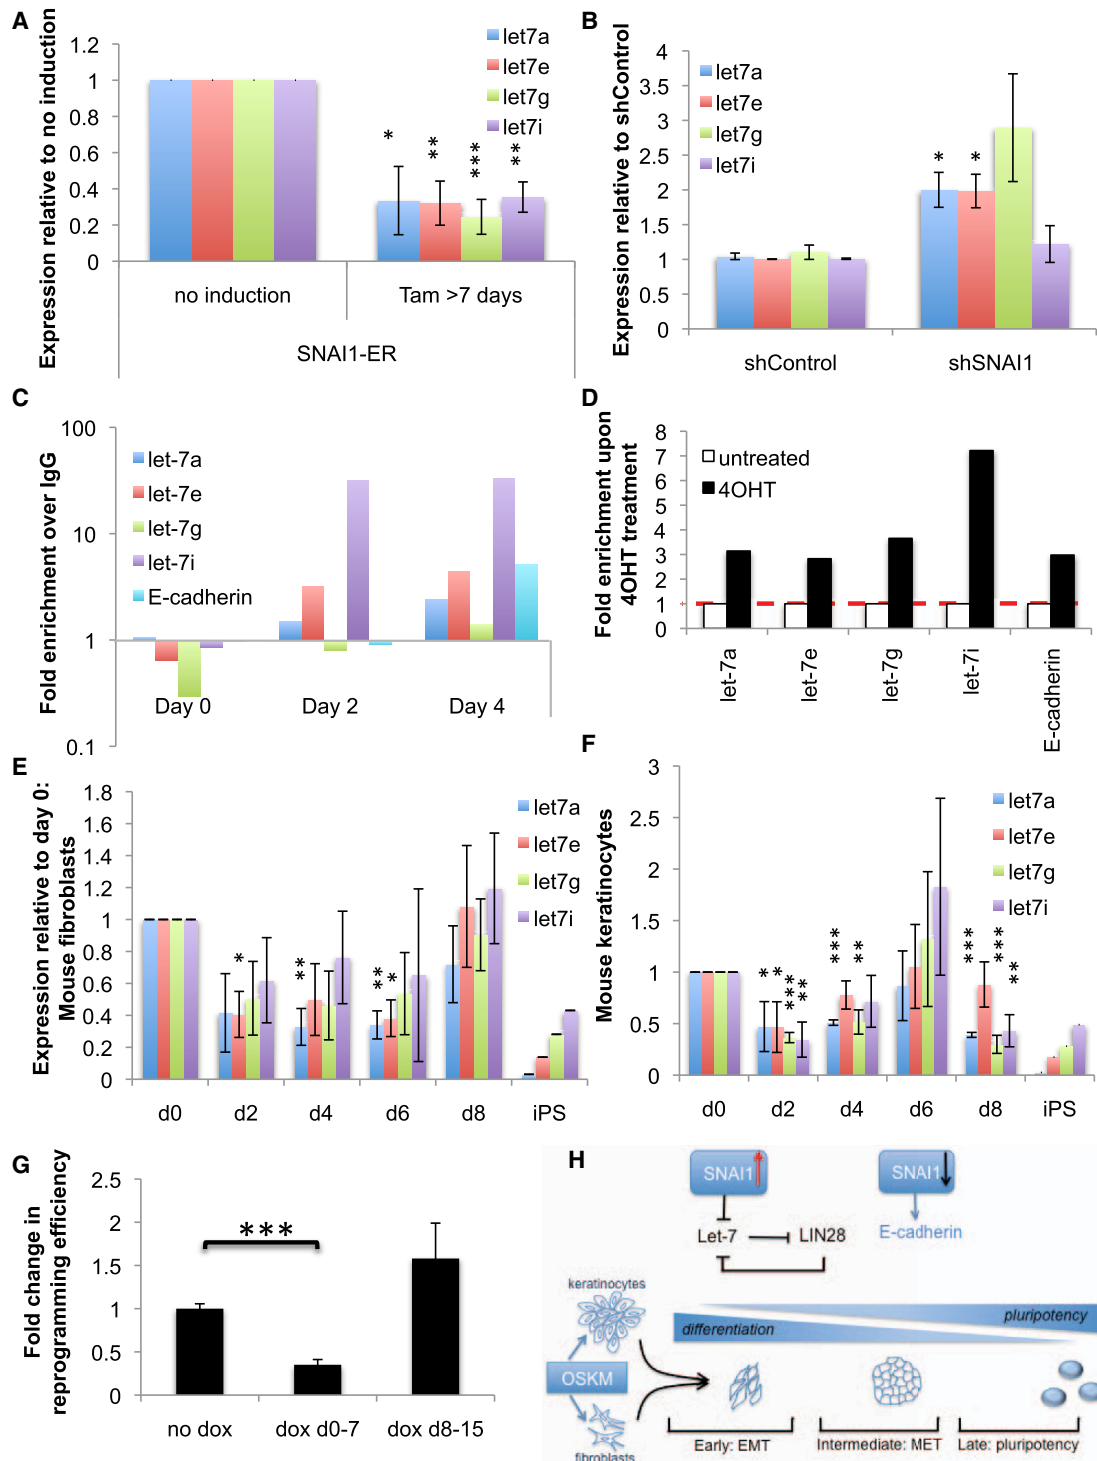 A
Expression relative to no induction
1.2
1
0.8
0.6
0.4
0.2
0
let7a
let7e
let7g
let7i
*
**
***
**
no induction
Tam >7 days
SNAI1-ER
B
Expression relative to shControl
4
3.5
3
2.5
2
1.5
1
0.5
0
let7a
let7e
let7g
let7i
*
*
shControl
shSNAI1
C
Fold enrichment over IgG
100
10
1
0.1
let-7a
let-7e
let-7g
let-7i
E-cadherin
Day 0
Day 2
Day 4
D
Fold enrichment upon
4OHT treatment
8
7
6
5
4
3
2
1
0
untreated
4OHT
let-7a
let-7e
let-7g
let-7i
E-cadherin
E
Expression relative to day 0:
Mouse fibroblasts
1.8
1.6
1.4
1.2
1
0.8
0.6
0.4
0.2
0
let7a
let7e
let7g
let7i
*
**
**
*
d0
d2
d4
d6
d8
iPS
F
Mouse keratinocytes
3
2.5
2
1.5
1
0.5
0
let7a
let7e
let7g
let7i
*
*
***
**
***
**
***
***
**
d0
d2
d4
d6
d8
iPS
G
Fold change in
reprogramming efficiency
2.5
2
1.5
1
0.5
0
***
no dox
dox d0-7
dox d8-15
H
SNAI1
SNAI1
Let-7
LIN28
E-cadherin
keratinocytes
pluripotency
differentiation
OSKM
fibroblasts
Early: EMT
Intermediate: MET
Late: pluripotency